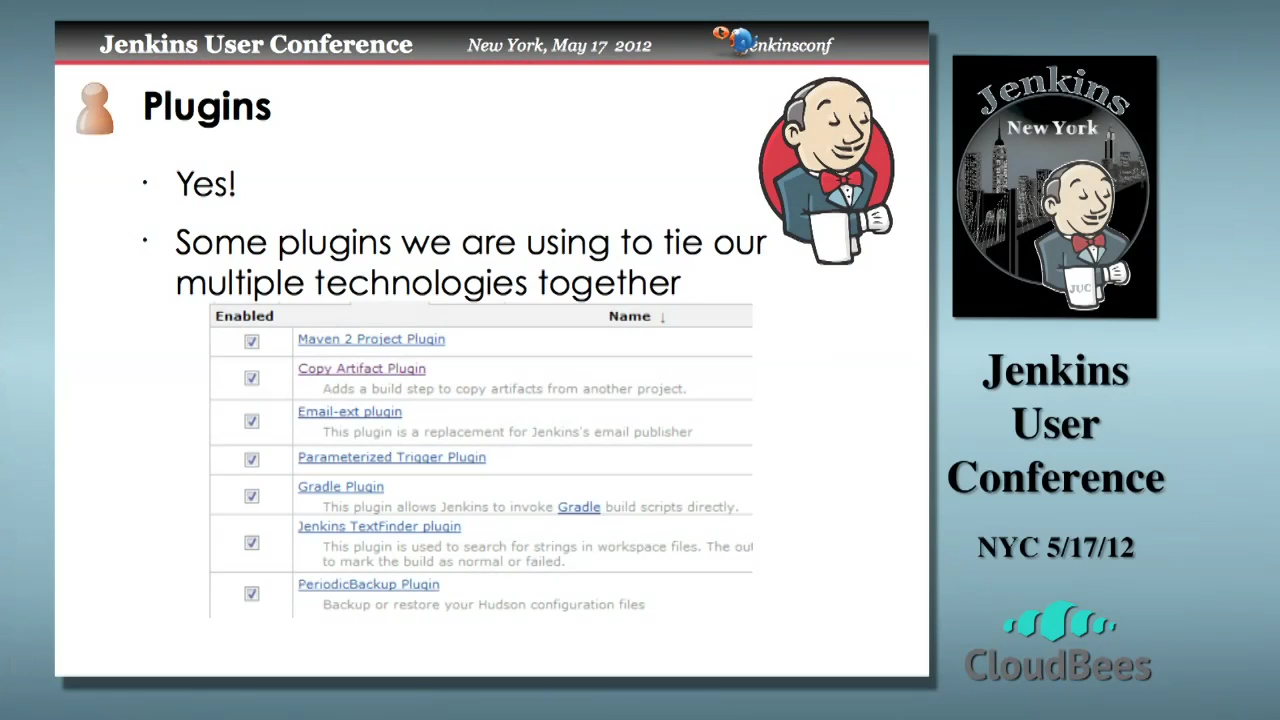 Jenkins User Conference
New York, May 17 2012
jenkinsconf
Plugins
· Yes!
· Some plugins we are using to tie our
multiple technologies together
Enabled Name ↓
Maven 2 Project Plugin
Copy Artifact Plugin
Adds a build step to copy artifacts from another project.
Email-ext plugin
This plugin is a replacement for Jenkins's email publisher
Parameterized Trigger Plugin
Gradle Plugin
This plugin allows Jenkins to invoke Gradle build scripts directly.
Jenkins TextFinder plugin
This plugin is used to search for strings in workspace files. The
to mark the build as normal or failed.
PeriodicBackup Plugin
Backup or restore your Hudson configuration files
Jenkins
New York
JUC
Jenkins
User
Conference
NYC 5/17/12
CloudBees